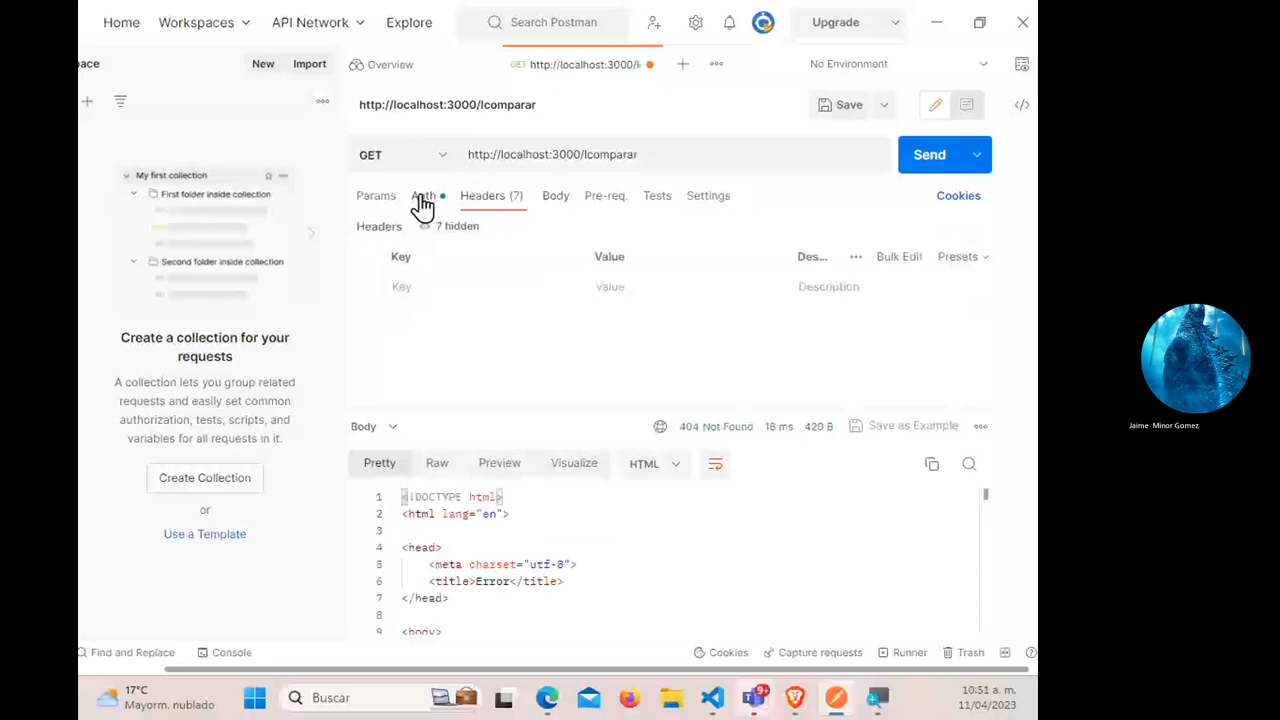 Home Workspaces API Network Explore Search Postman Upgrade
pace New Import Overview GET http://localhost:3000/l No Environment
http://localhost:3000/lcomparar Save
GET http://localhost:3000/lcomparar Send
Params Auth Headers (7) Body Pre-req. Tests Settings Cookies
Headers 7 hidden
Key Value Des... Bulk Edit Presets
Key Value Description
My first collection
First folder inside collection
Second folder inside collection
Create a collection for your
requests
A collection lets you group related
requests and easily set common
authorization, tests, scripts, and
variables for all requests in it.
Create Collection
or
Use a Template
Body 404 Not Found 16 ms 420 B Save as Example
Pretty Raw Preview Visualize HTML
1 <!DOCTYPE html>
2 <html lang="en">
3
4 <head>
5 <meta charset="utf-8">
6 <title>Error</title>
7 </head>
8
9 <body>
Find and Replace Console Cookies Capture requests Runner Trash
17°C
Mayorm. nublado
Buscar
9+
10:51 a. m.
11/04/2023
Jaime Minor Gomez